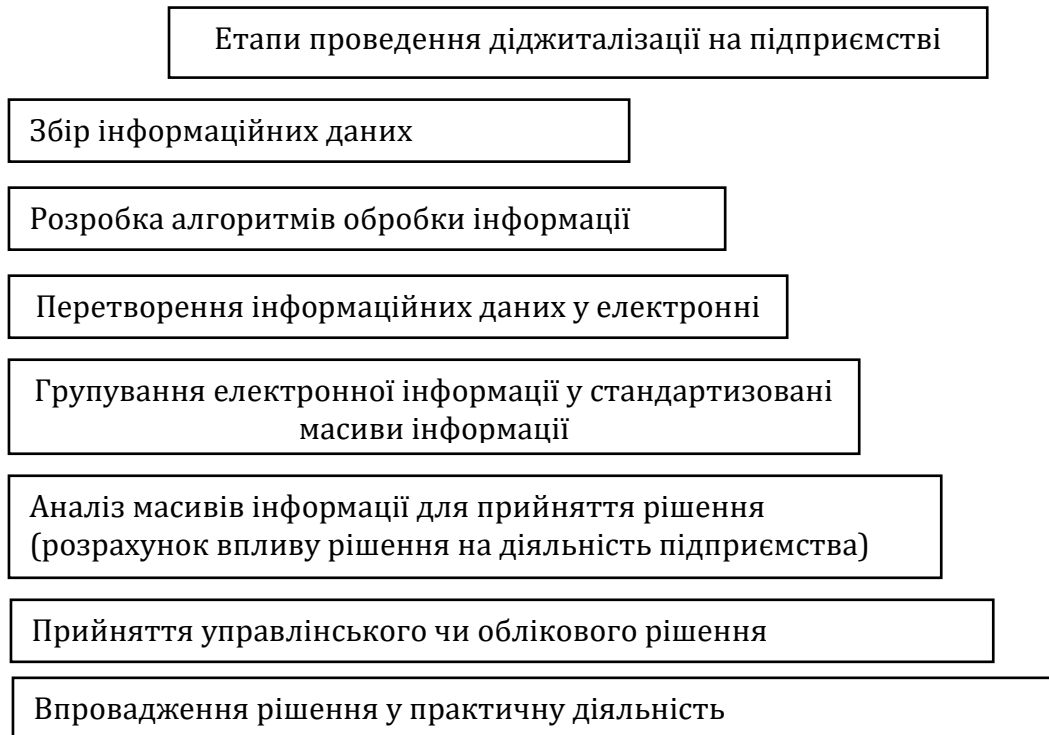 Етапи проведення діджиталізації на підприємстві
Збір інформаційних даних
Розробка алгоритмів обробки інформації
Перетворення інформаційних даних у електронні
Групування електронної інформації у стандартизовані
масиви інформації
Аналіз масивів інформації для прийняття рішення
(розрахунок впливу рішення на діяльність підприємства)
Прийняття управлінського чи облікового рішення
Впровадження рішення у практичну діяльність